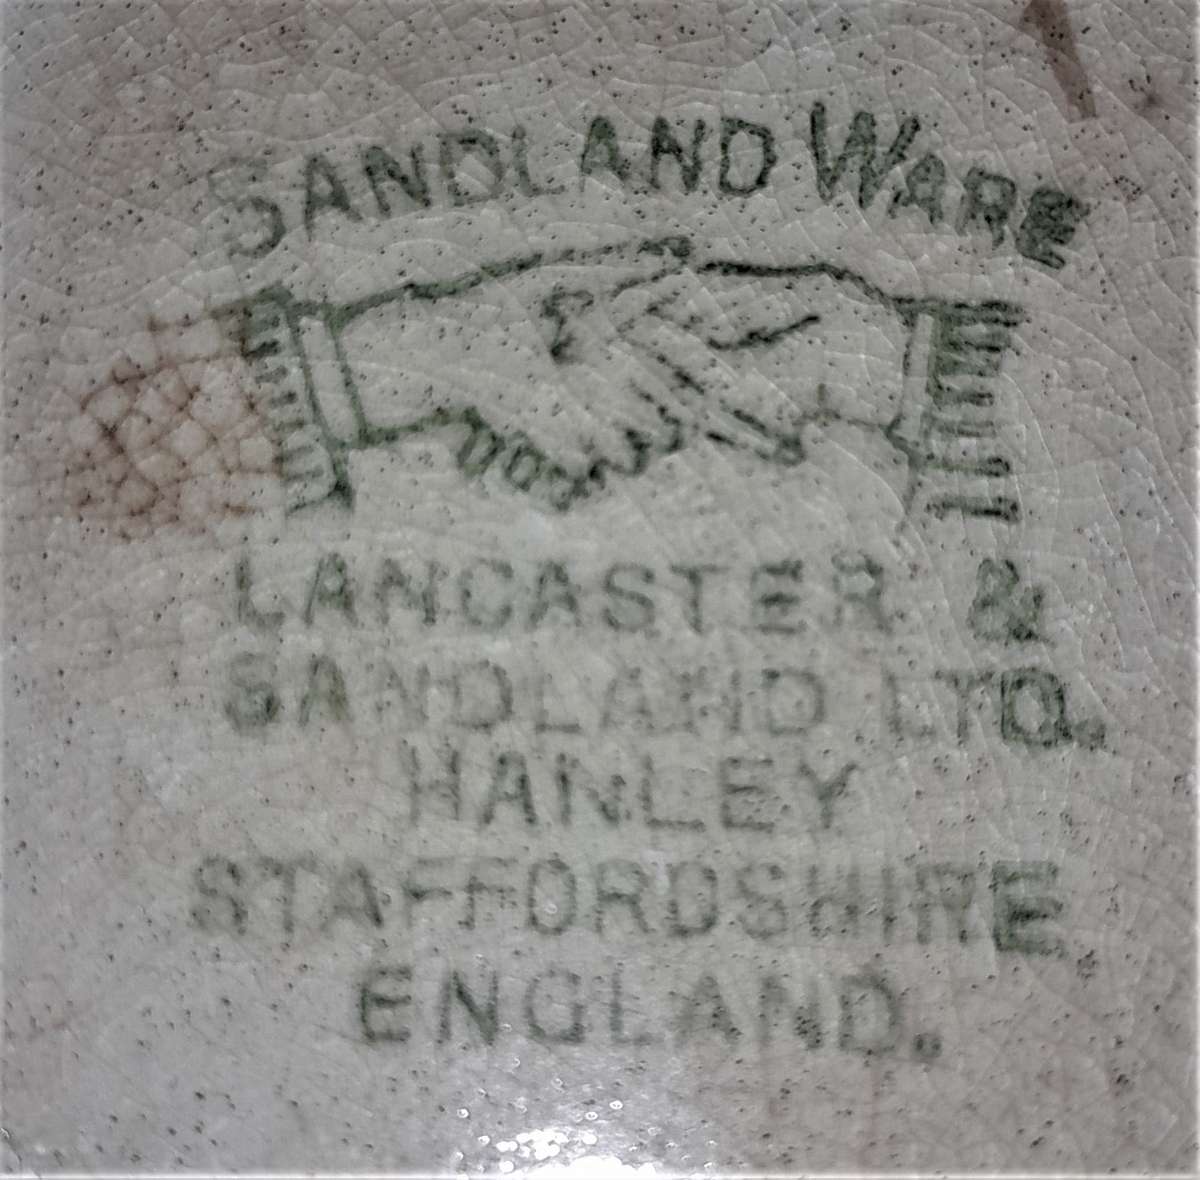 SANDLAND WARE
LANCASTER &
SANDLAND LTD.
HANLEY
STAFFORDSHIRE
ENGLAND.